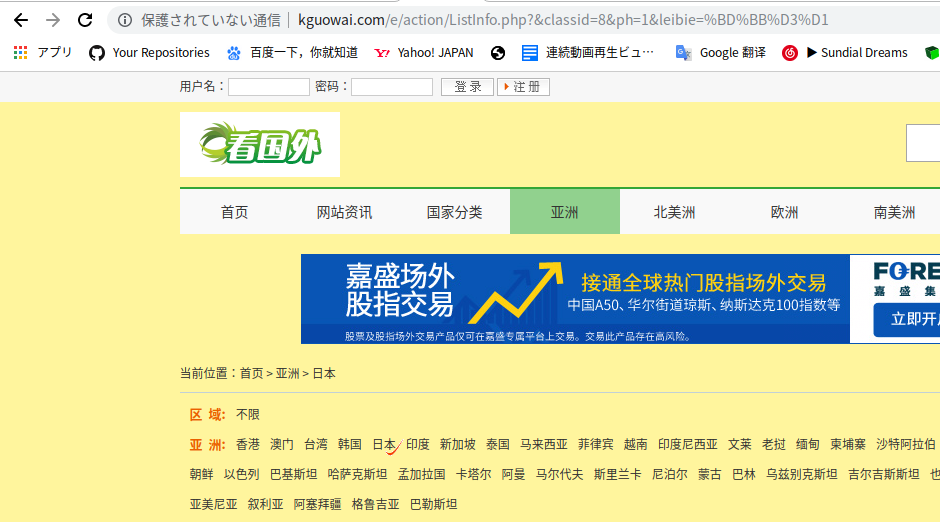 保護されていない通信 | kguowai.com/e/action/ListInfo.php?&classid=8&ph=1&leibie=%BD%BB%D3%D1
アプリ Your Repositories 百度一下，你就知道 Yahoo! JAPAN 連続動画再生ビュ… Google 翻译 ▶ Sundial Dreams
用户名： 密码： 登 录 注 册
看国外
首页 网站资讯 国家分类 亚洲 北美洲 欧洲 南美洲
嘉盛场外
股指交易
接通全球热门股指场外交易
中国A50、华尔街道琼斯、纳斯达克100指数等
股票及股指场外交易产品仅可在嘉盛专属平台上交易。交易此产品存在高风险。
FORE
嘉 盛 集
立即开
当前位置：首页 > 亚洲 > 日本
区 域: 不限
亚 洲: 香港 澳门 台湾 韩国 日本 印度 新加坡 泰国 马来西亚 菲律宾 越南 印度尼西亚 文莱 老挝 缅甸 柬埔寨 沙特阿拉伯
朝鲜 以色列 巴基斯坦 哈萨克斯坦 孟加拉国 卡塔尔 阿曼 马尔代夫 斯里兰卡 尼泊尔 蒙古 巴林 乌兹别克斯坦 吉尔吉斯斯坦 也
亚美尼亚 叙利亚 阿塞拜疆 格鲁吉亚 巴勒斯坦